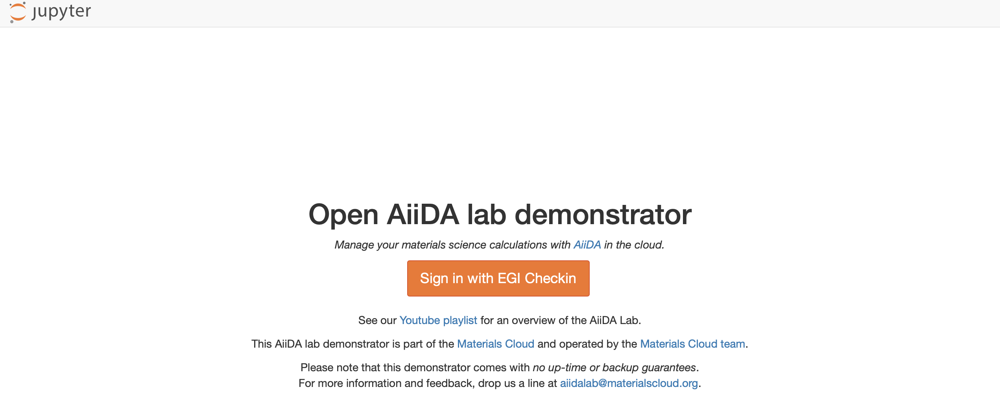 jupyter
Open AiiDA lab demonstrator
Manage your materials science calculations with AiiDA in the cloud.
Sign in with EGI Checkin
See our Youtube playlist for an overview of the AiiDA Lab.
This AiiDA lab demonstrator is part of the Materials Cloud and operated by the Materials Cloud team.
Please note that this demonstrator comes with no up-time or backup guarantees.
For more information and feedback, drop us a line at aiidalab@materialscloud.org.